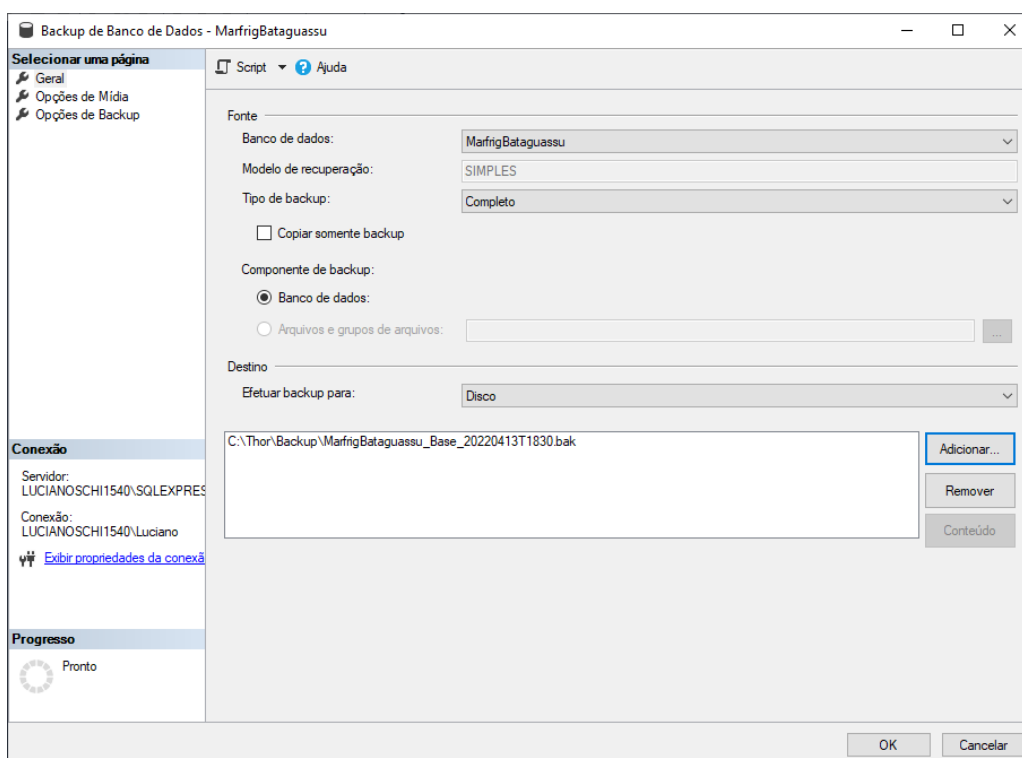 Backup de Banco de Dados - MarfrigBataguassu
Selecionar uma página
Geral
Opções de Mídia
Opções de Backup
Script
Ajuda
Fonte
Banco de dados:
MarfrigBataguassu
Modelo de recuperação:
SIMPLES
Tipo de backup:
Completo
Copiar somente backup
Componente de backup:
Banco de dados:
Arquivos e grupos de arquivos:
...
Destino
Efetuar backup para:
Disco
C:\Thor\Backup\MarfrigBataguassu_Base_20220413T1830.bak
Adicionar...
Remover
Conteúdo
Conexão
Servidor:
LUCIANOSCHI1540\SQLEXPRES
Conexão:
LUCIANOSCHI1540\Luciano
Exibir propriedades da conexã
Progresso
Pronto
OK
Cancelar